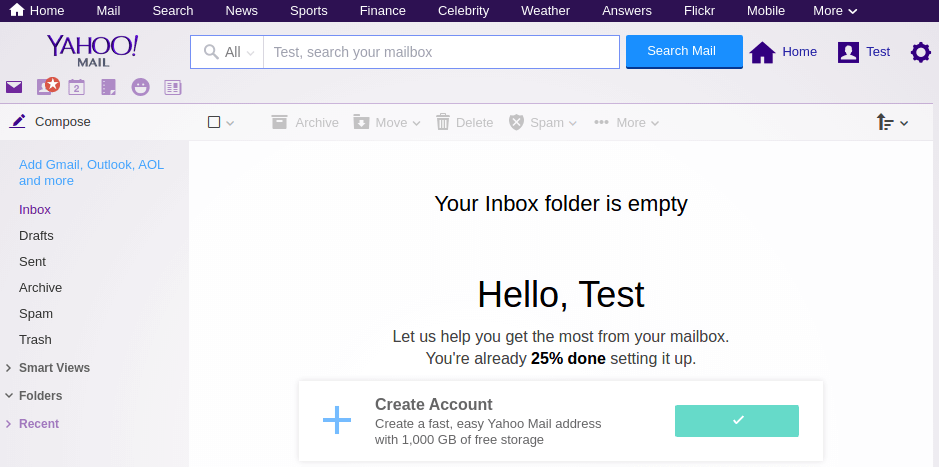 Home Mail Search News Sports Finance Celebrity Weather Answers Flickr Mobile More
YAHOO! MAIL
All Test, search your mailbox Search Mail Home Test
2
Compose Archive Move Delete Spam More
Add Gmail, Outlook, AOL
and more
Inbox
Drafts
Sent
Archive
Spam
Trash
Smart Views
Folders
Recent
Your Inbox folder is empty
Hello, Test
Let us help you get the most from your mailbox.
You're already 25% done setting it up.
Create Account
Create a fast, easy Yahoo Mail address
with 1,000 GB of free storage